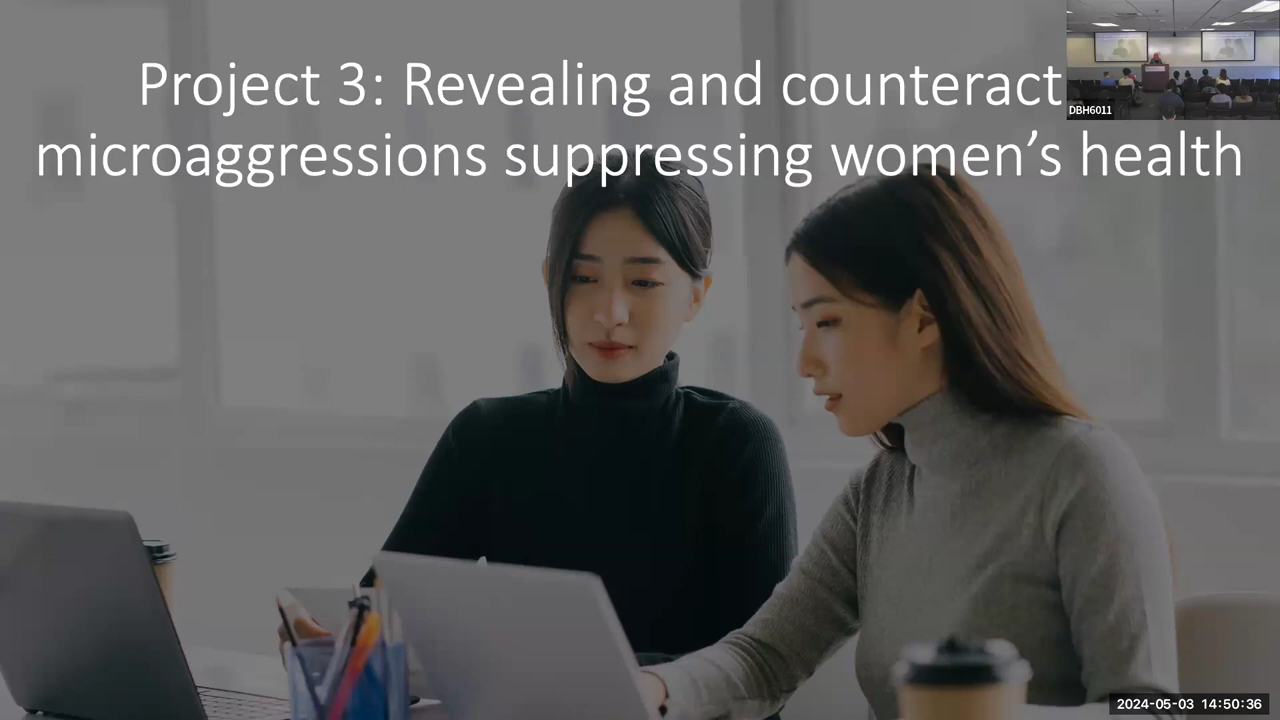 Project 3: Revealing and counteract
microaggressions suppressing women's health
DBH6011
2024-05-03 14:50:36